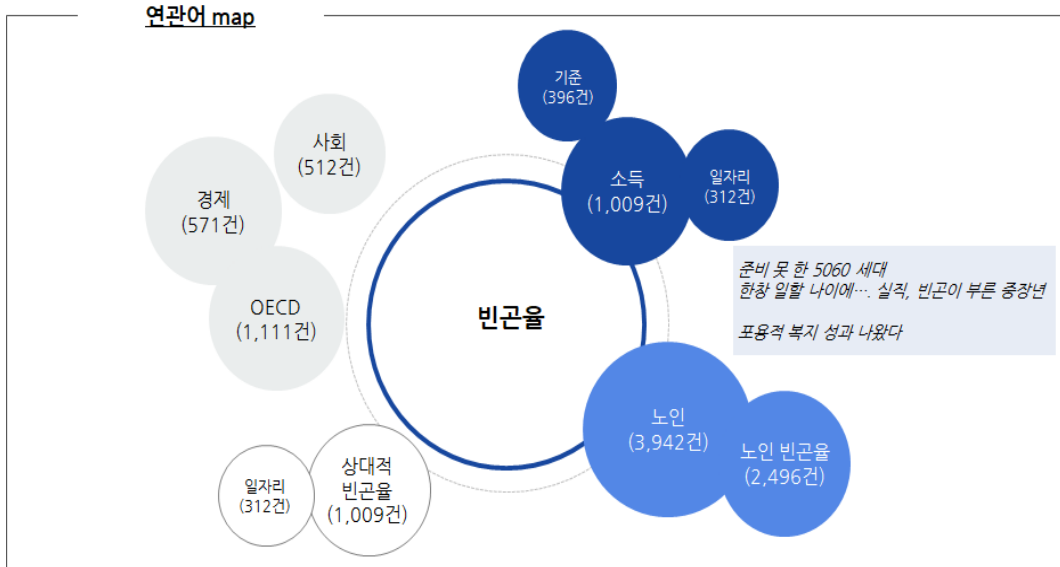 연관어 map
기준
(396건)
사회
(512건)
소득
(1,009건)
일자리
(312건)
경제
(571건)
준비 못 한 5060 세대
한창 일할 나이에…. 실직, 빈곤이 부른 중장년
포용적 복지 성과 나왔다
OECD
(1,111건)
빈곤율
노인
(3,942건)
노인 빈곤율
(2,496건)
상대적
빈곤율
(1,009건)
일자리
(312건)